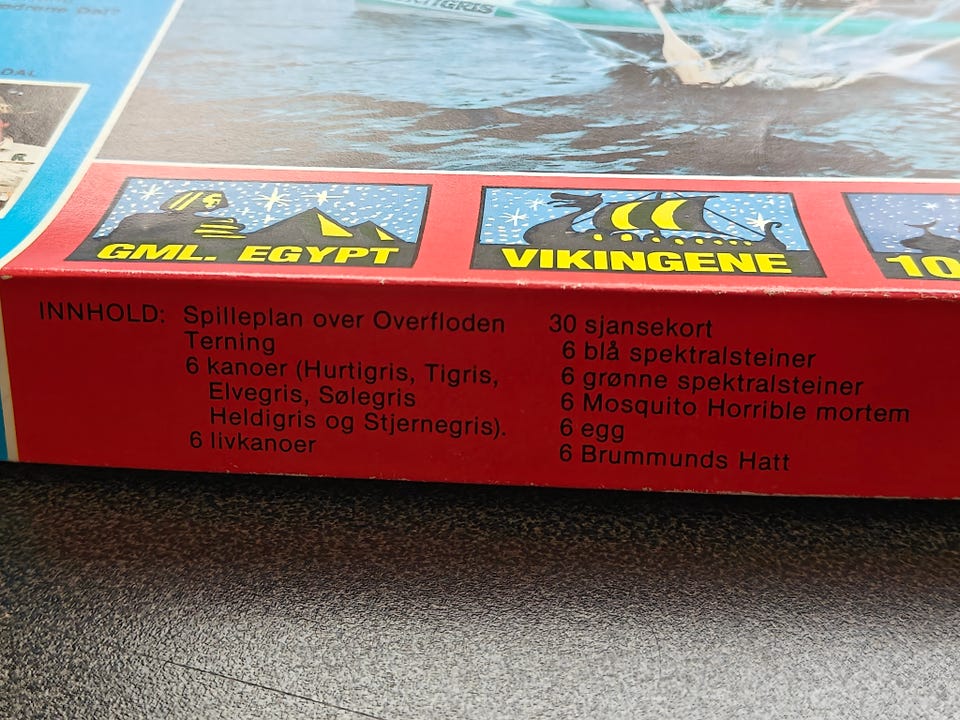 DAL
GML. EGYPT
VIKINGENE
10
INNHOLD: Spilleplan over Overfloden
Terning
6 kanoer (Hurtigris, Tigris,
Elvegris, Sølegris
Heldigris og Stjernegris).
6 livkanoer
30 sjansekort
6 blå spektralsteiner
6 grønne spektralsteiner
6 Mosquito Horrible mortem
6 egg
6 Brummunds Hatt